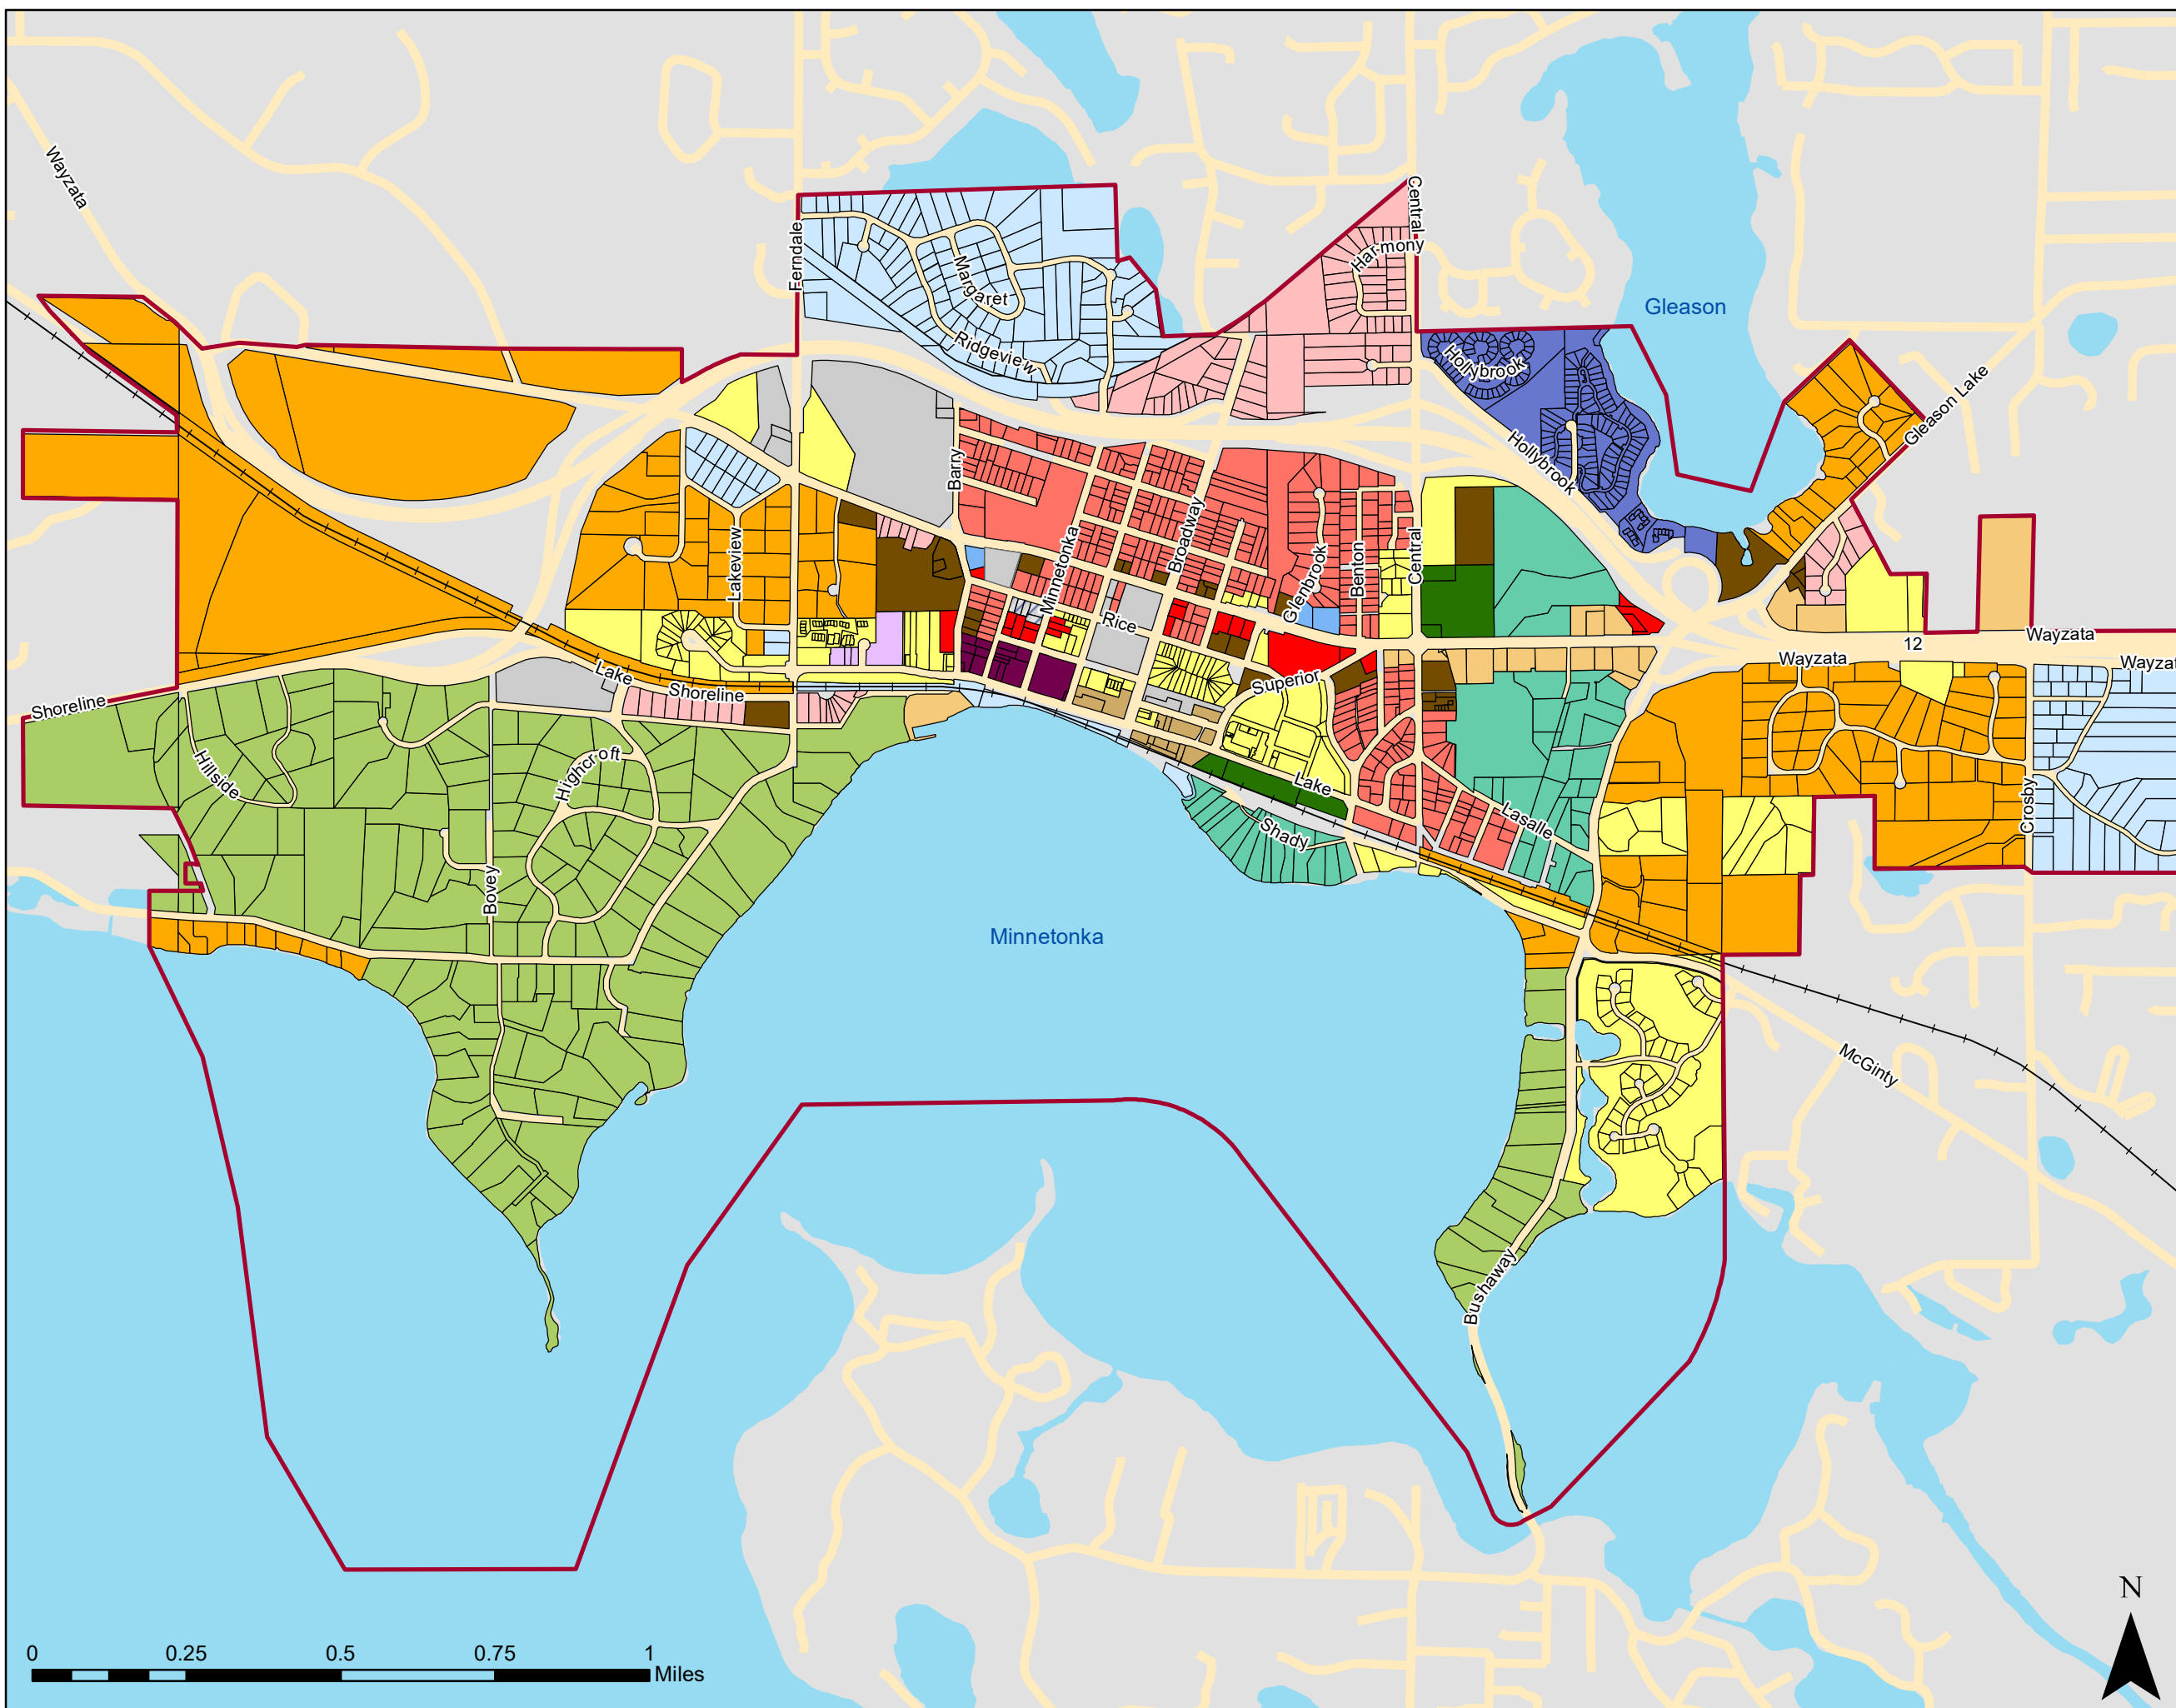 Wayzata
Central
Ferndale
Harmony
Margaret
Gleason
Ridgeview
Hollybrook
Gleason Lake
Hollybrook
Barry
Broadway
Lakeview
Minnetonka
Glenbrook
Benton
Central
Rice
Wayzata
12
Wayzata
Wayzat
Lake
Shoreline
Superior
Shoreline
Hillside
Highcroft
Lake
Crosby
Lasalle
Shady
Bovey
Minnetonka
McGinty
Bushaway
N
0 0.25 0.5 0.75 1
Miles